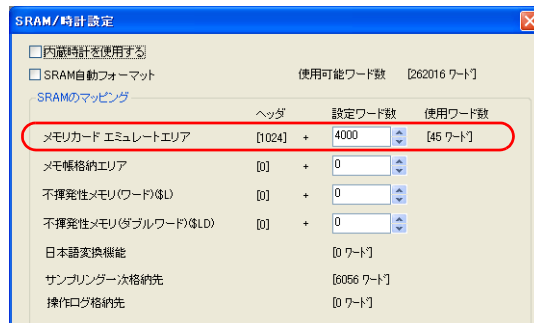 SRAM/時計設定
内蔵時計を使用する
SRAM自動フォーマット 使用可能ワード数 [262016 ワード]
SRAMのマッピング
ヘッダ 設定ワード数 使用ワード数
メモリカード エミュレートエリア [1024] + 4000 [45 ワード]
メモ帳格納エリア [0] + 0
不揮発性メモリ(ワード)($L) [0] + 0
不揮発性メモリ(ダブルワード)($LD) [0] + 0
日本語変換機能 [0 ワード]
サンプリング一次格納先 [6056 ワード]
操作ログ格納先 [0 ワード]